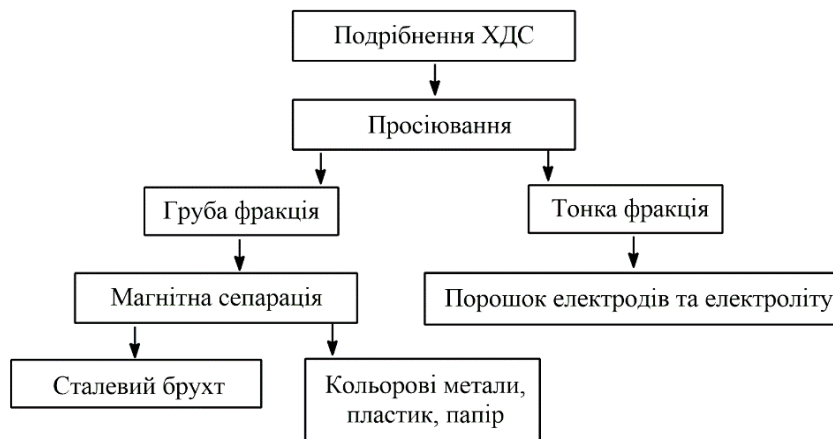 Подрібнення ХДС
Просіювання
Груба фракція
Тонка фракція
Магнітна сепарація
Порошок електродів та електроліту
Сталевий брухт
Кольорові метали,
пластик, папір